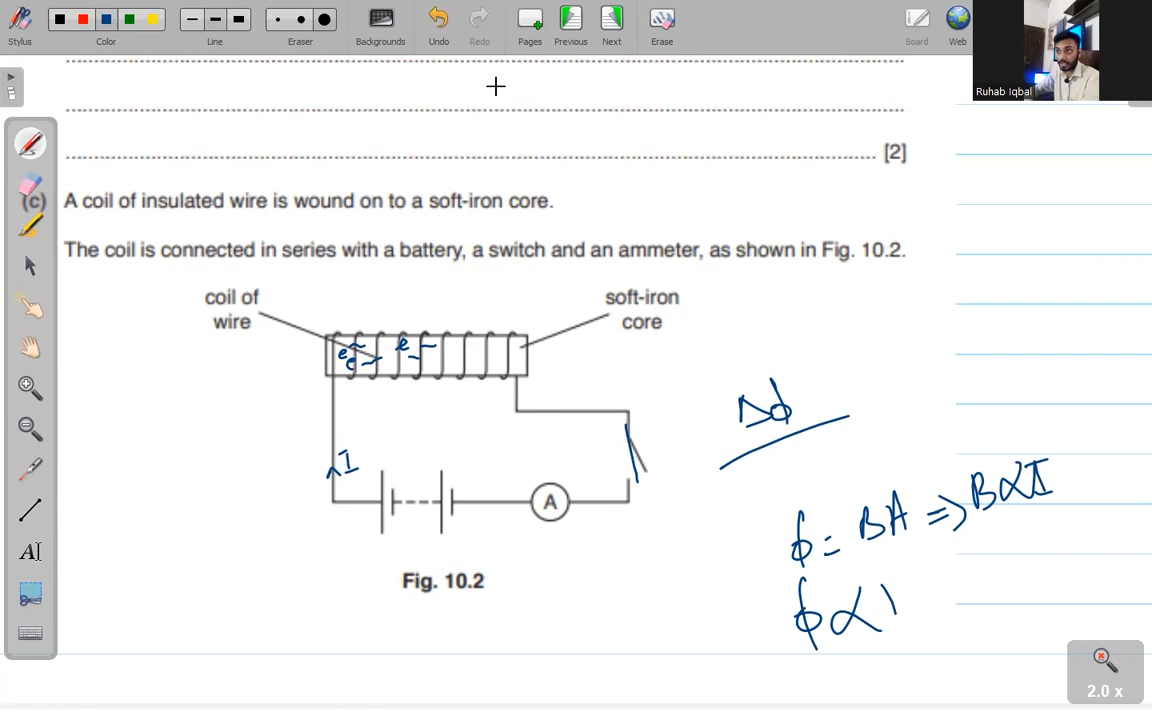 Stylus Color Line Eraser Backgrounds Undo Redo Pages Previous Next Erase Board Web
Ruhab Iqbal
[2]
(c) A coil of insulated wire is wound on to a soft-iron core.
The coil is connected in series with a battery, a switch and an ammeter, as shown in Fig. 10.2.
coil of
wire
soft-iron
core
e e e
Δϕ
I
A
ϕ = BA => B∝I
ϕ ∝
Fig. 10.2
AI
2.0 x